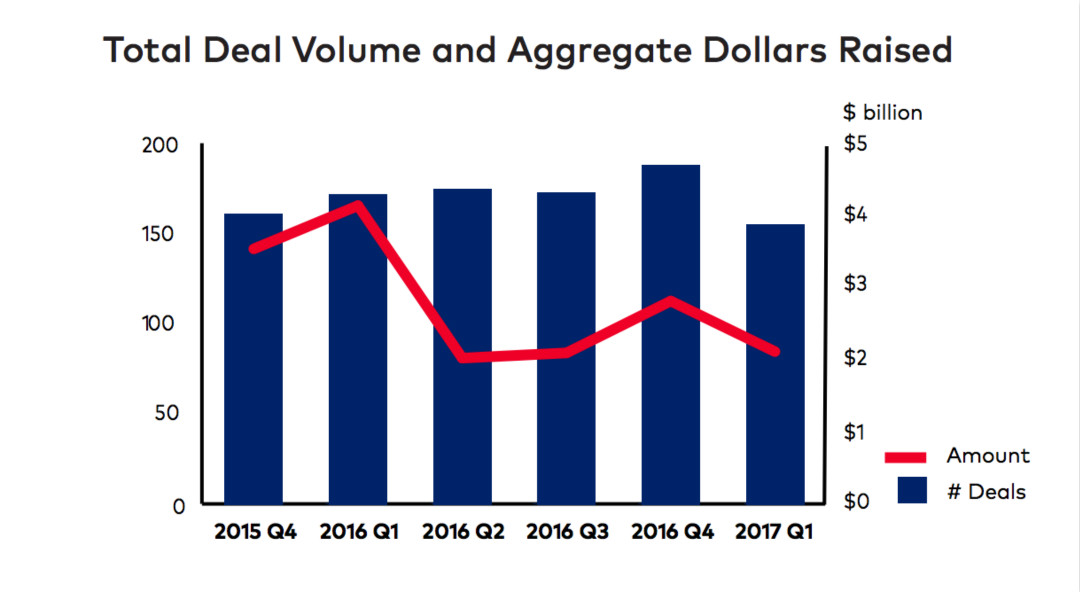 Total Deal Volume and Aggregate Dollars Raised
$ billion
200
150
100
50
0
$5
$4
$3
$2
$1
$0
2015 Q4 2016 Q1 2016 Q2 2016 Q3 2016 Q4 2017 Q1
Amount
# Deals